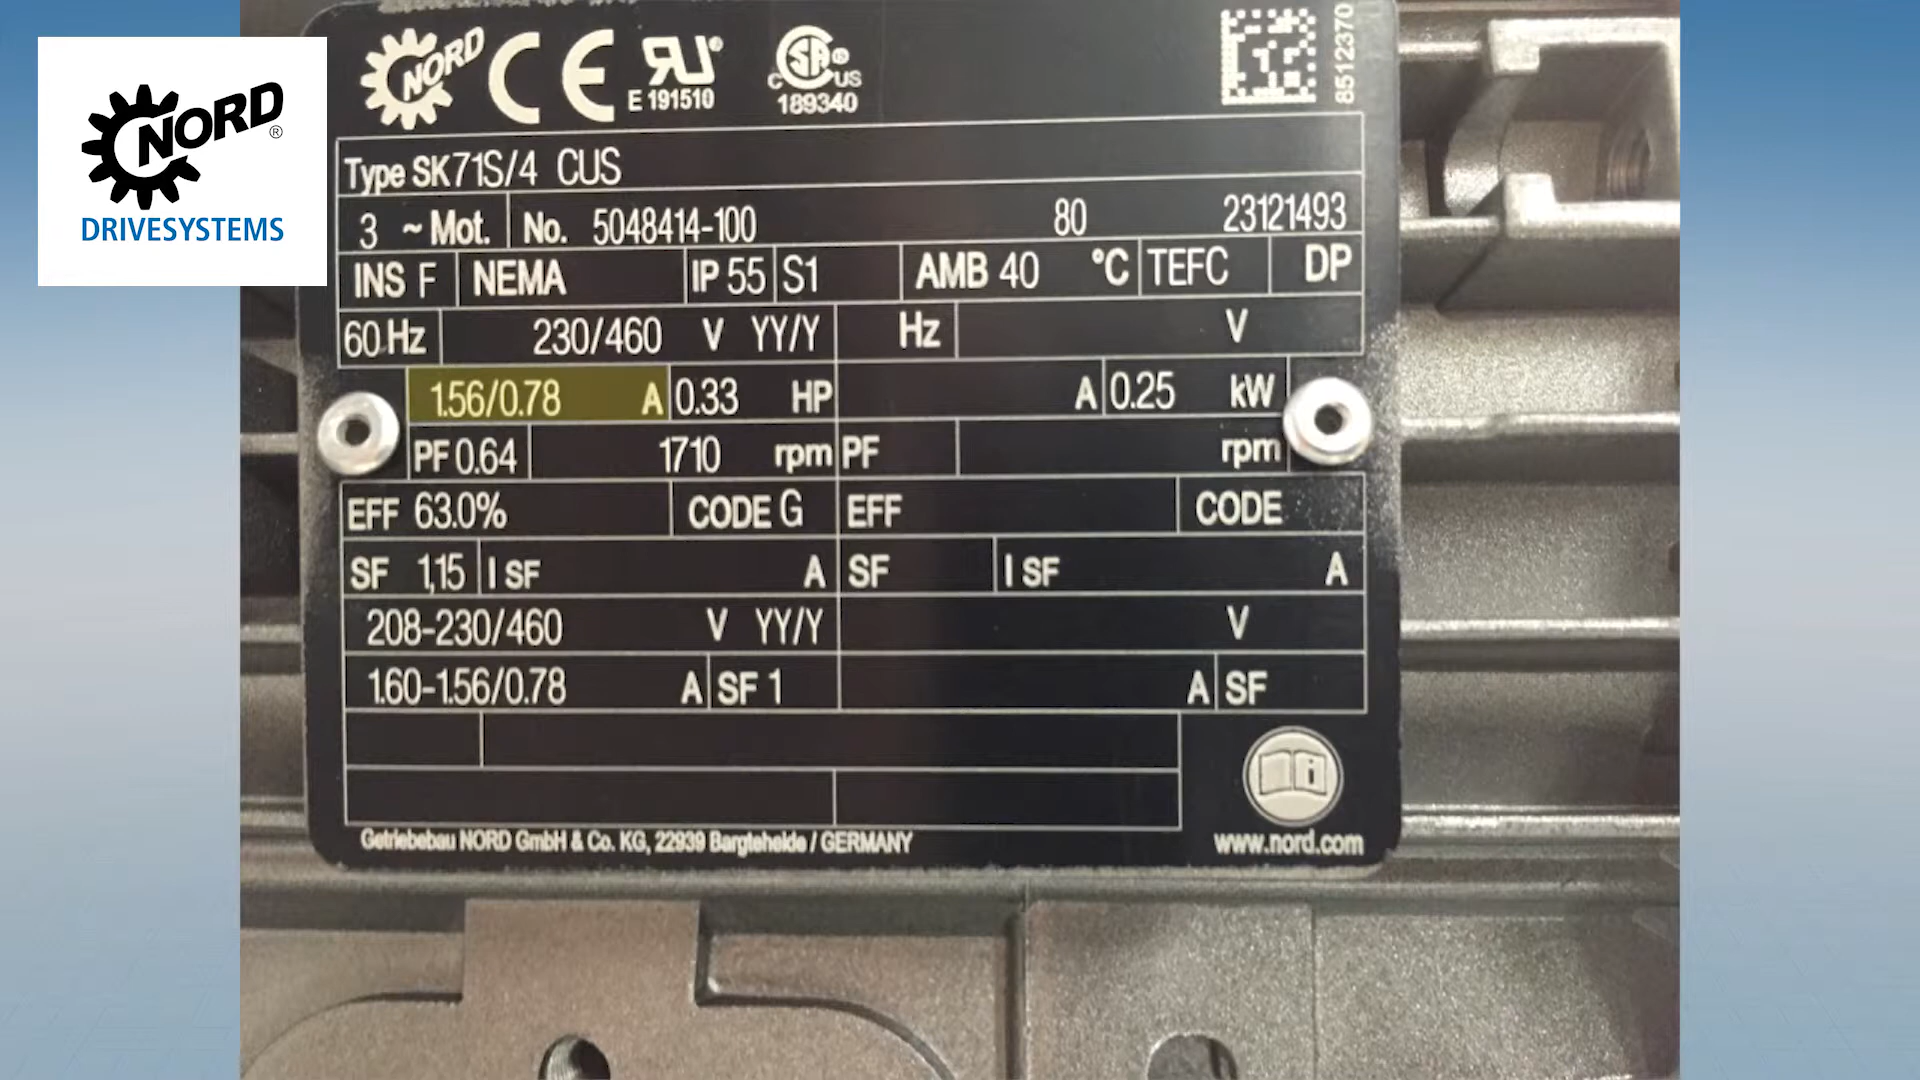 NORD®
DRIVESYSTEMS
NORD CE RU® E 191510 CSA® C US 189340 85123370
Type SK71S/4 CUS
3 ~ Mot. No. 5048414-100 80 23121493
INS F NEMA IP 55 S1 AMB 40 °C TEFC DP
60 Hz 230/460 V YY/Y Hz V
1.56/0.78 A 0.33 HP A 0.25 kW
PF 0.64 1710 rpm PF rpm
EFF 63.0% CODE G EFF CODE
SF 1,15 I SF A SF I SF A
208-230/460 V YY/Y V
1.60-1.56/0.78 A SF 1 A SF
Getriebebau NORD GmbH & Co. KG, 22939 Bargteheide / GERMANY www.nord.com